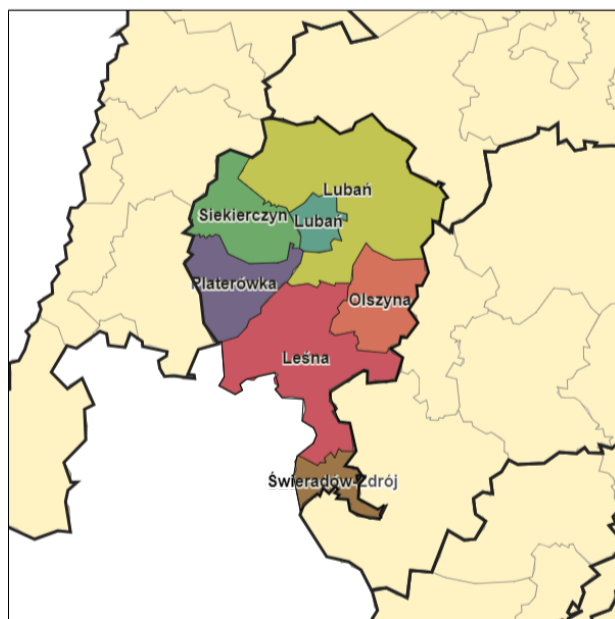 Lubań
Siekierczyn
Lubań
Platerówka
Olszyna
Leśna
Świeradów-Zdrój